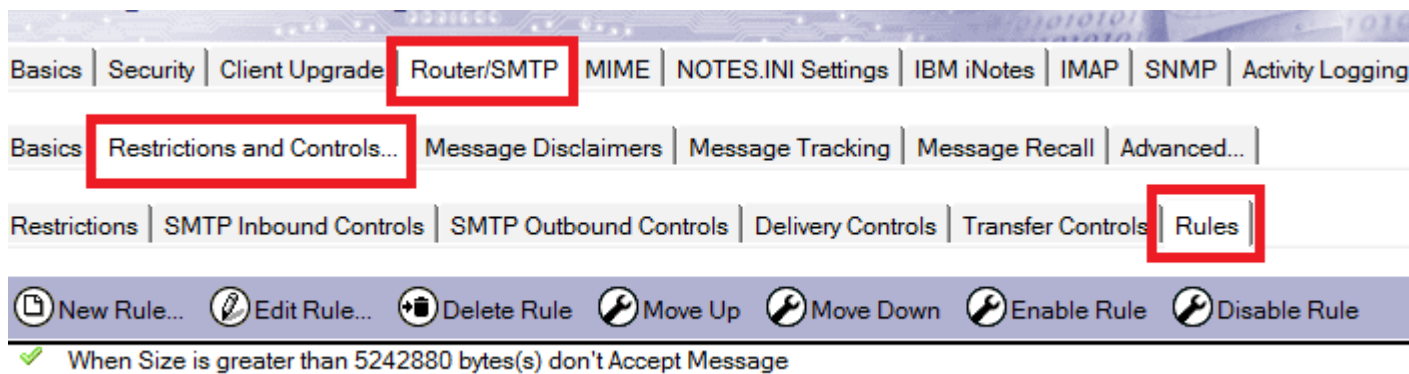 Basics Security Client Upgrade Router/SMTP MIME NOTES.INI Settings IBM iNotes IMAP SNMP Activity Logging
Basics Restrictions and Controls... Message Disclaimers Message Tracking Message Recall Advanced...
Restrictions SMTP Inbound Controls SMTP Outbound Controls Delivery Controls Transfer Controls Rules
New Rule... Edit Rule... Delete Rule Move Up Move Down Enable Rule Disable Rule
When Size is greater than 5242880 bytes(s) don't Accept Message